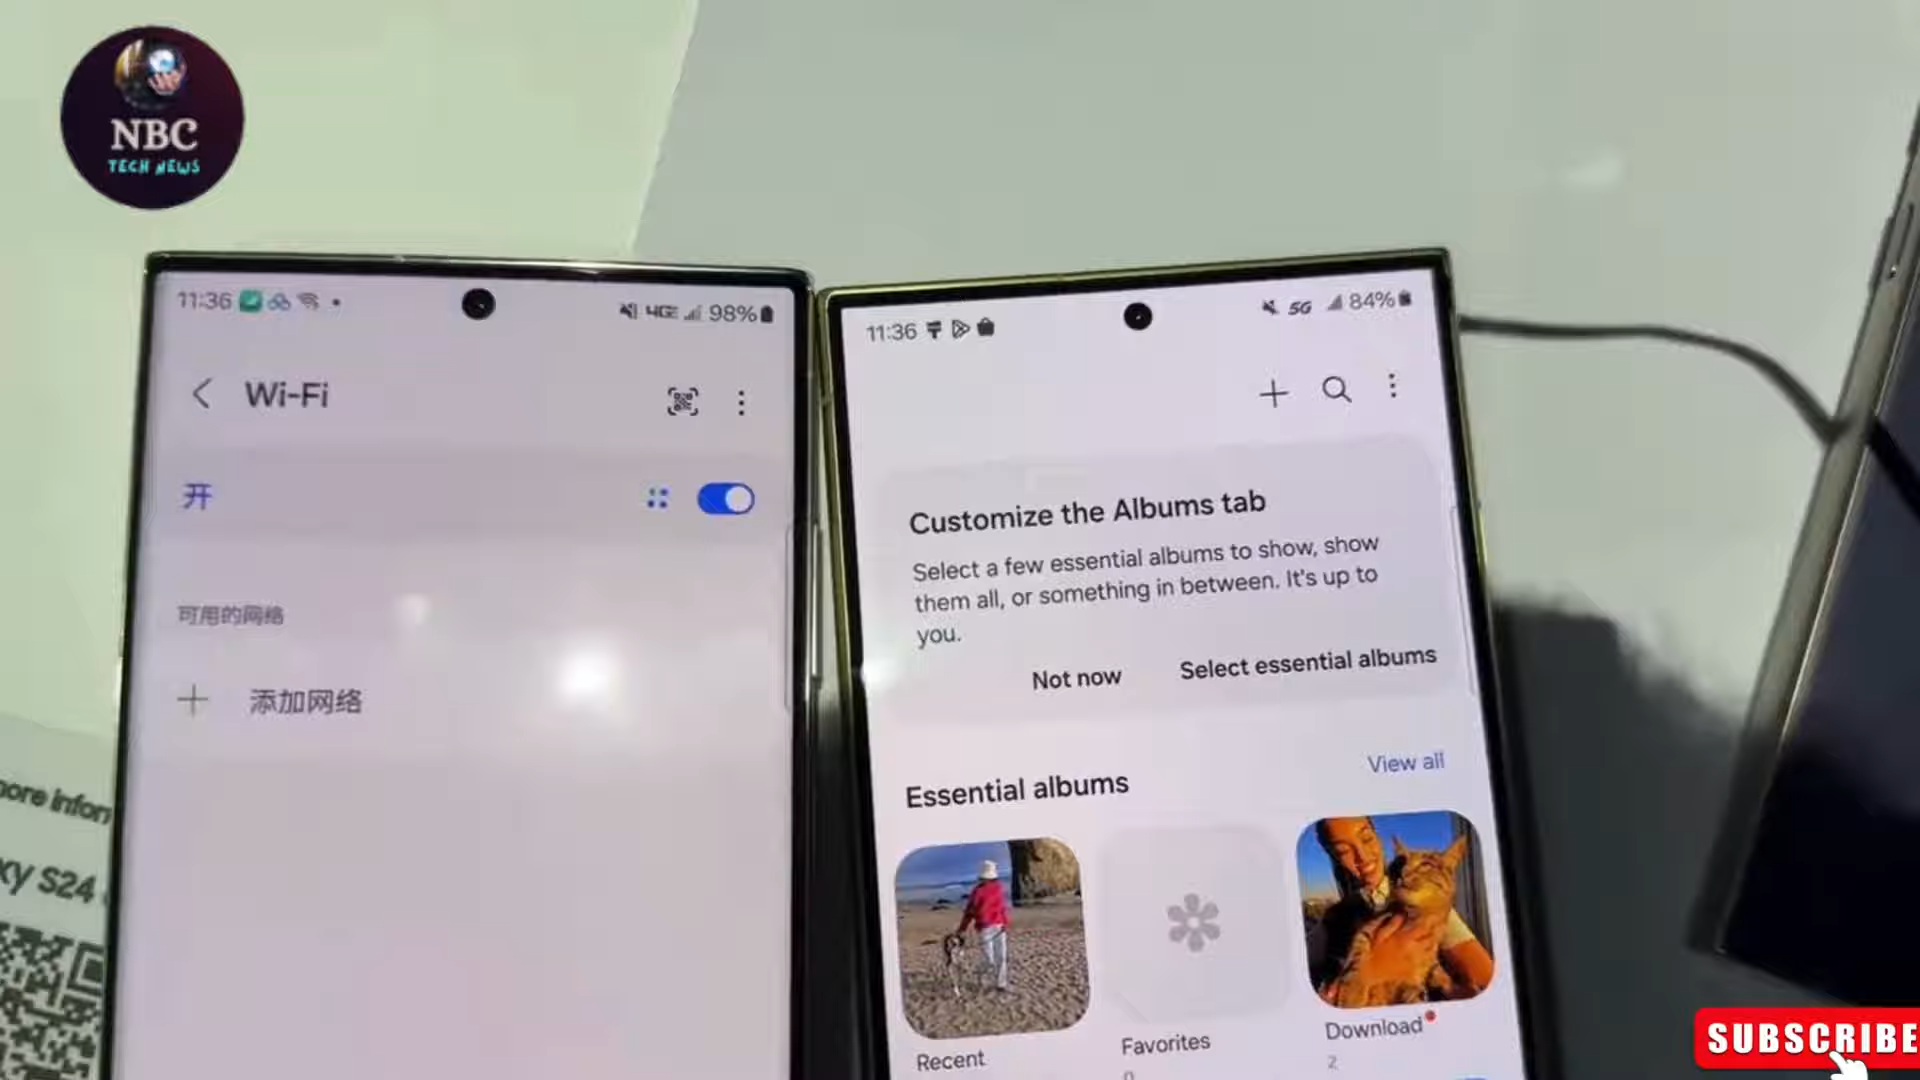 NBC
TECH NEWS
11:36
4GE 98%
Wi-Fi
开
可用的网络
添加网络
11:36
5G 84%
Customize the Albums tab
Select a few essential albums to show, show
them all, or something in between. It's up to
you.
Not now
Select essential albums
Essential albums
View all
Recent
Favorites
0
Download
2
more infor
xy S24
SUBSCRIBE